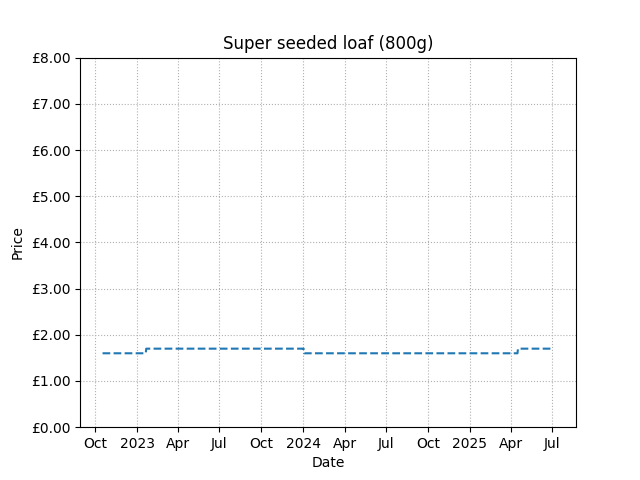 Super seeded loaf (800g)
£8.00
£7.00
£6.00
£5.00
£4.00
£3.00
£2.00
£1.00
£0.00
Price
Oct 2023 Apr Jul Oct 2024 Apr Jul Oct 2025 Apr Jul
Date